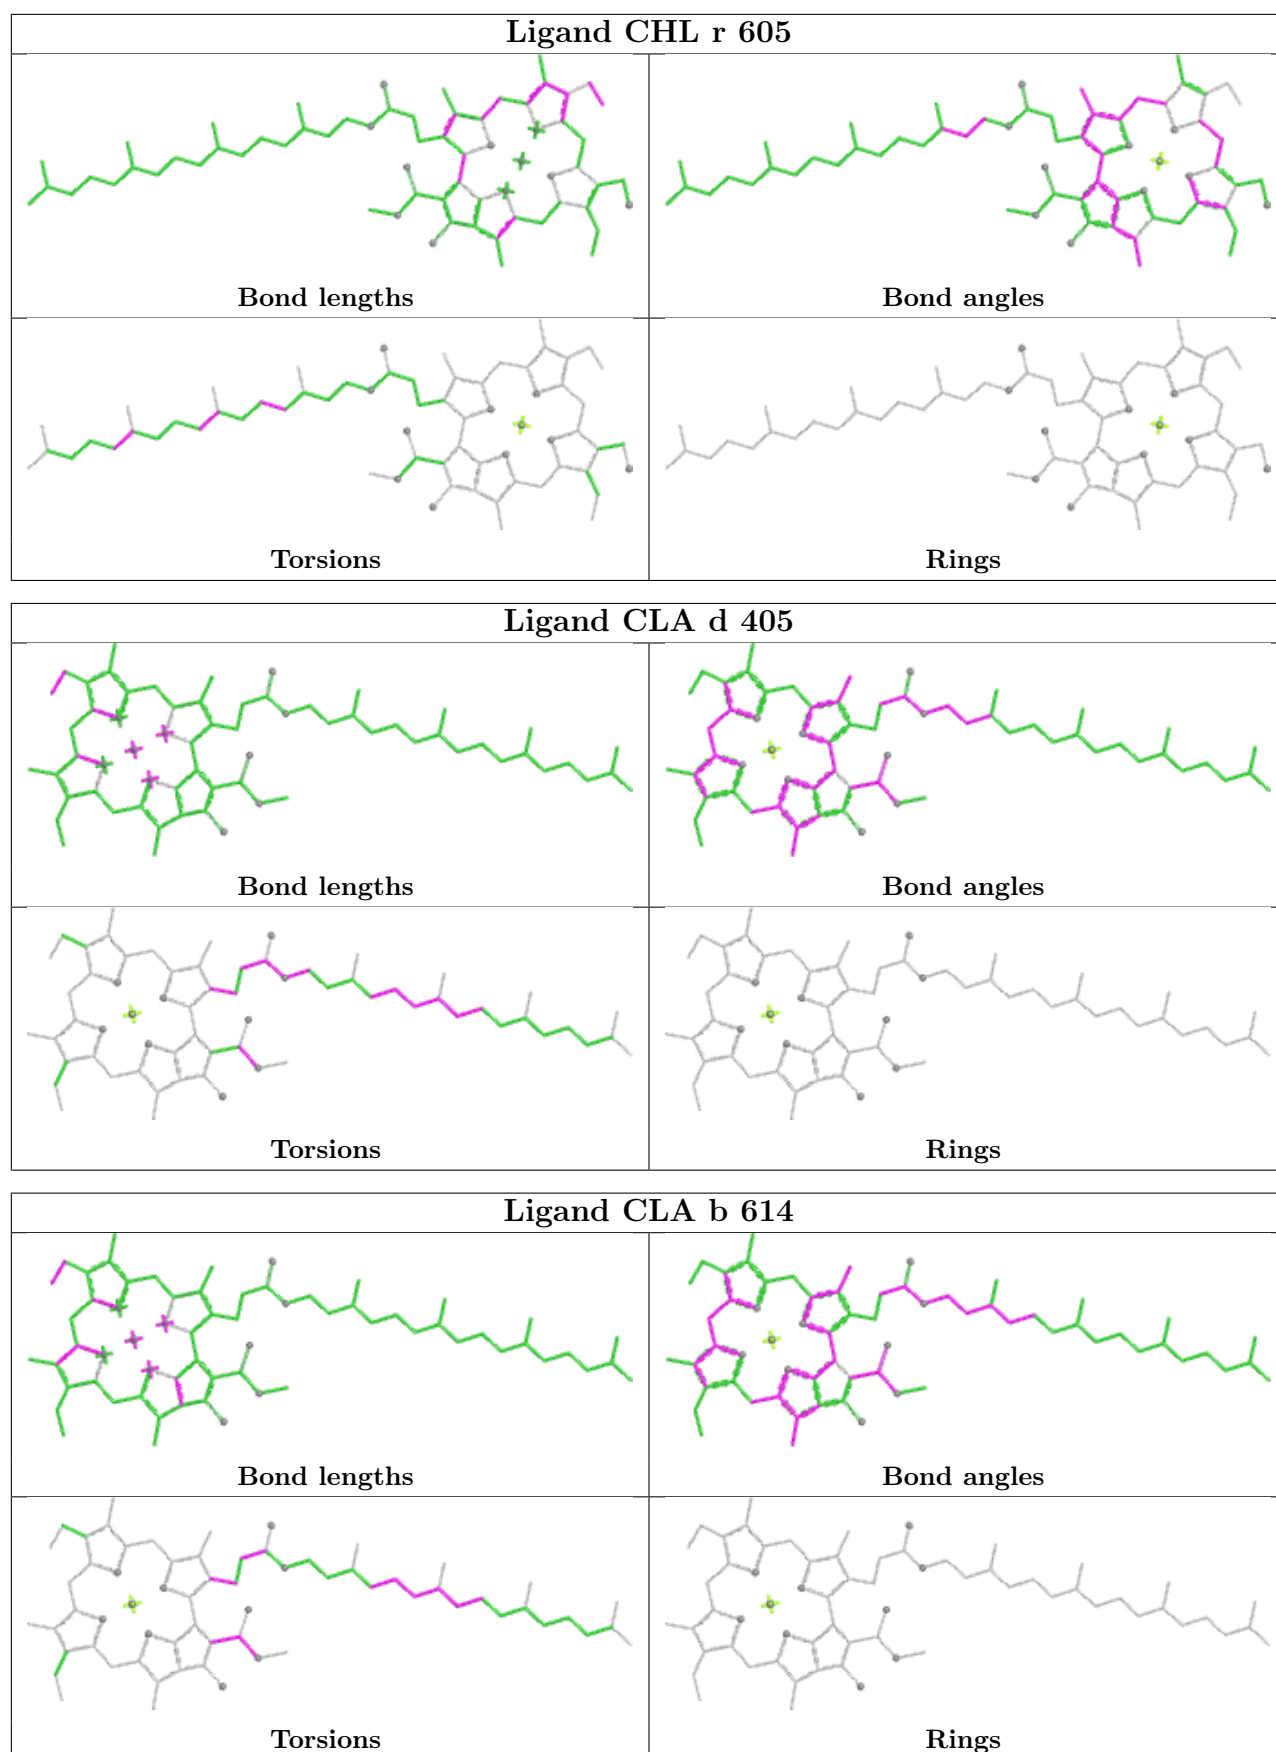 Ligand CHL r 605
Bond lengths
Bond angles
Torsions
Rings
Ligand CLA d 405
Bond lengths
Bond angles
Torsions
Rings
Ligand CLA b 614
Bond lengths
Bond angles
Torsions
Rings